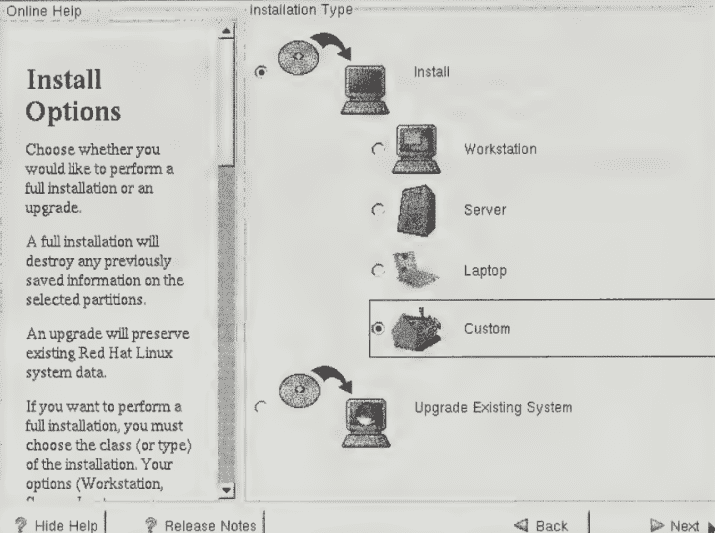 Online Help
Install
Options
Choose whether you
would like to perform a
full installation or an
upgrade.
A full installation will
destroy any previously
saved information on the
selected partitions.
An upgrade will preserve
existing Red Hat Linux
system data.
If you want to perform a
full installation, you must
choose the class (or type)
of the installation. Your
options (Workstation,
Installation Type
Install
Workstation
Server
Laptop
Custom
Upgrade Existing System
Hide Help
Release Notes
Back
Next